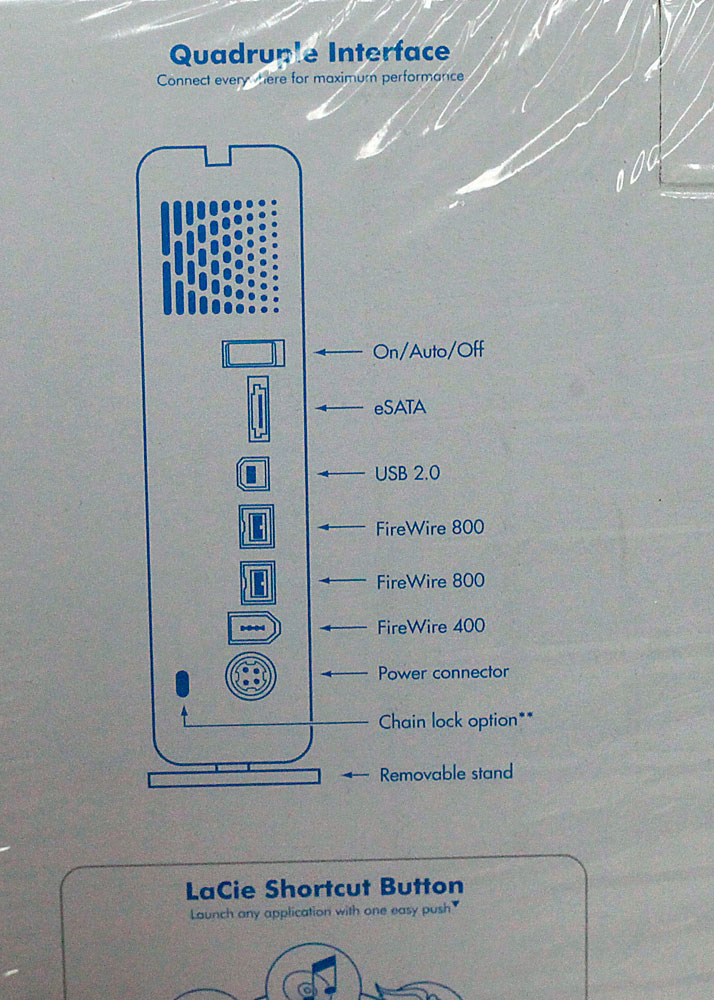 Quadruple Interface
Connect everywhere for maximum performance
On/Auto/Off
eSATA
USB 2.0
FireWire 800
FireWire 800
FireWire 400
Power connector
Chain lock option**
Removable stand
LaCie Shortcut Button
Launch any application with one easy push▼